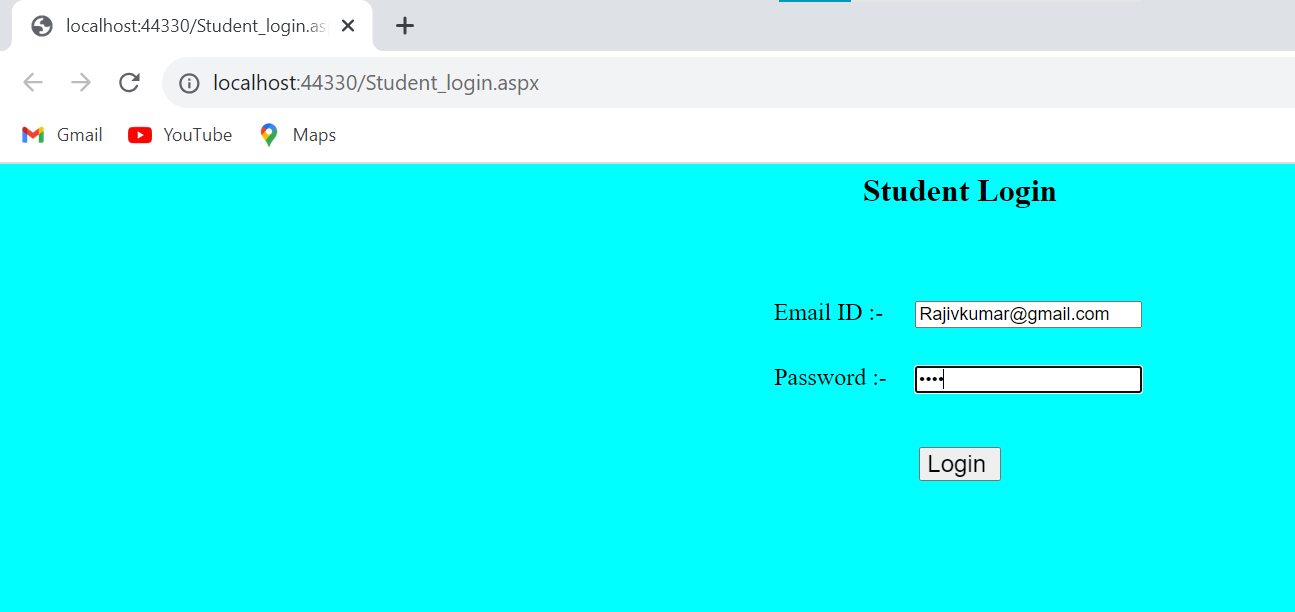 localhost:44330/Student_login.as
localhost:44330/Student_login.aspx
Gmail YouTube Maps
Student Login
Email ID :- Rajivkumar@gmail.com
Password :- ••••
Login